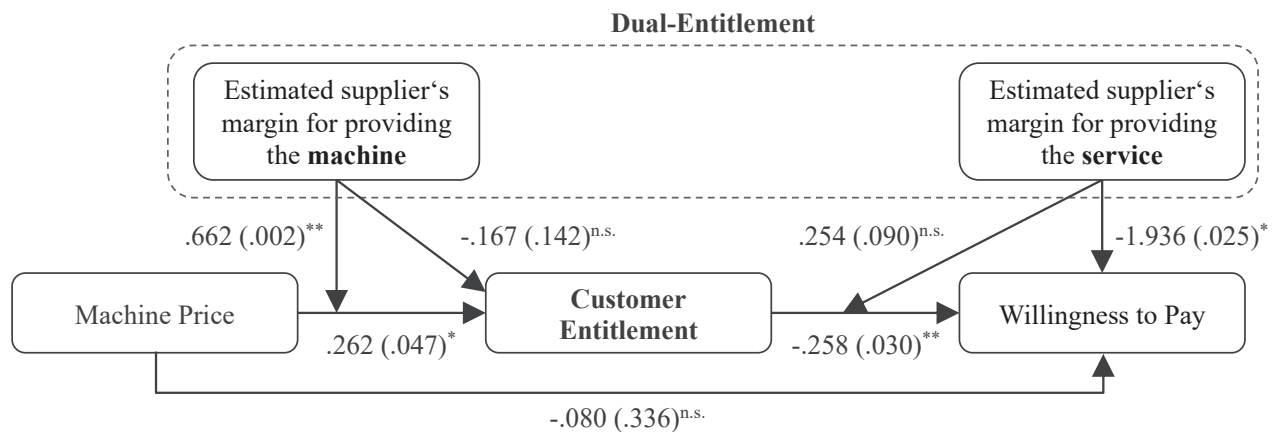 Dual-Entitlement
Estimated supplier‘s
margin for providing
the machine
Estimated supplier‘s
margin for providing
the service
.662 (.002)**
-.167 (.142)n.s.
.254 (.090)n.s.
-1.936 (.025)*
Machine Price
Customer
Entitlement
Willingness to Pay
.262 (.047)*
-.258 (.030)**
-.080 (.336)n.s.